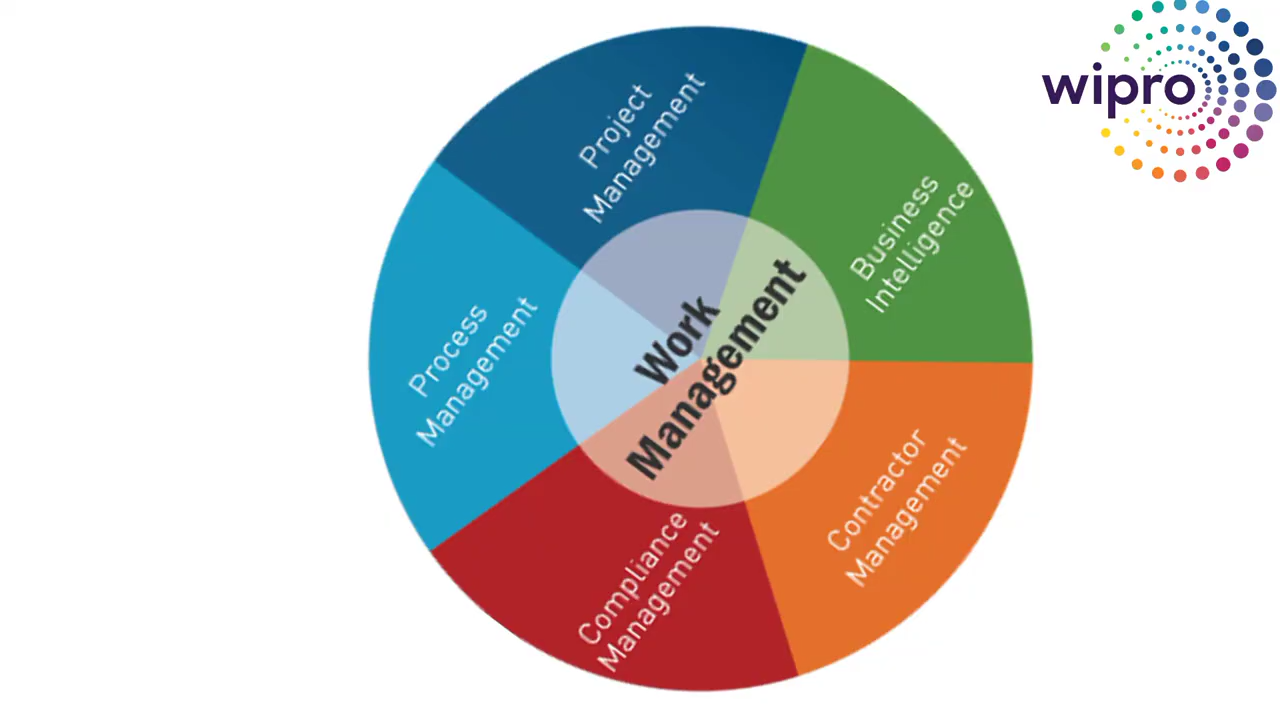 wipro
Project
Management
Business
Intelligence
Process
Management
Work
Management
Contractor
Management
Compliance
Management